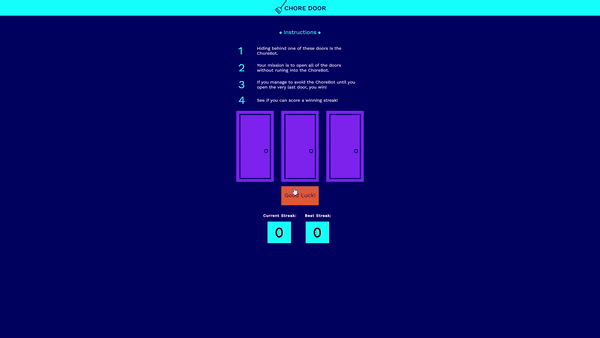 CHORE DOOR
Instructions
1
Hiding behind one of these doors is the
ChoreBot.
2
Your mission is to open all of the doors
without runing into the ChoreBot.
3
If you manage to avoid the ChoreBot until you
open the very last door, you win!
4
See if you can score a winning streak!
Good Luck!
Current Streak: Best Streak:
0 0